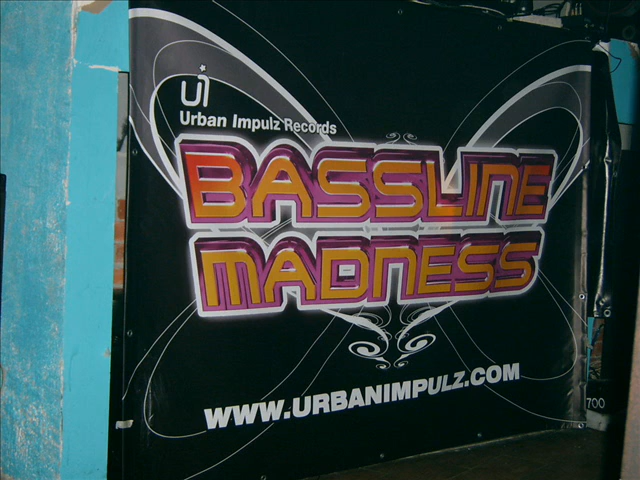 UI
Urban Impulz Records
BASSLINE
MADNESS
WWW.URBANIMPULZ.COM
700